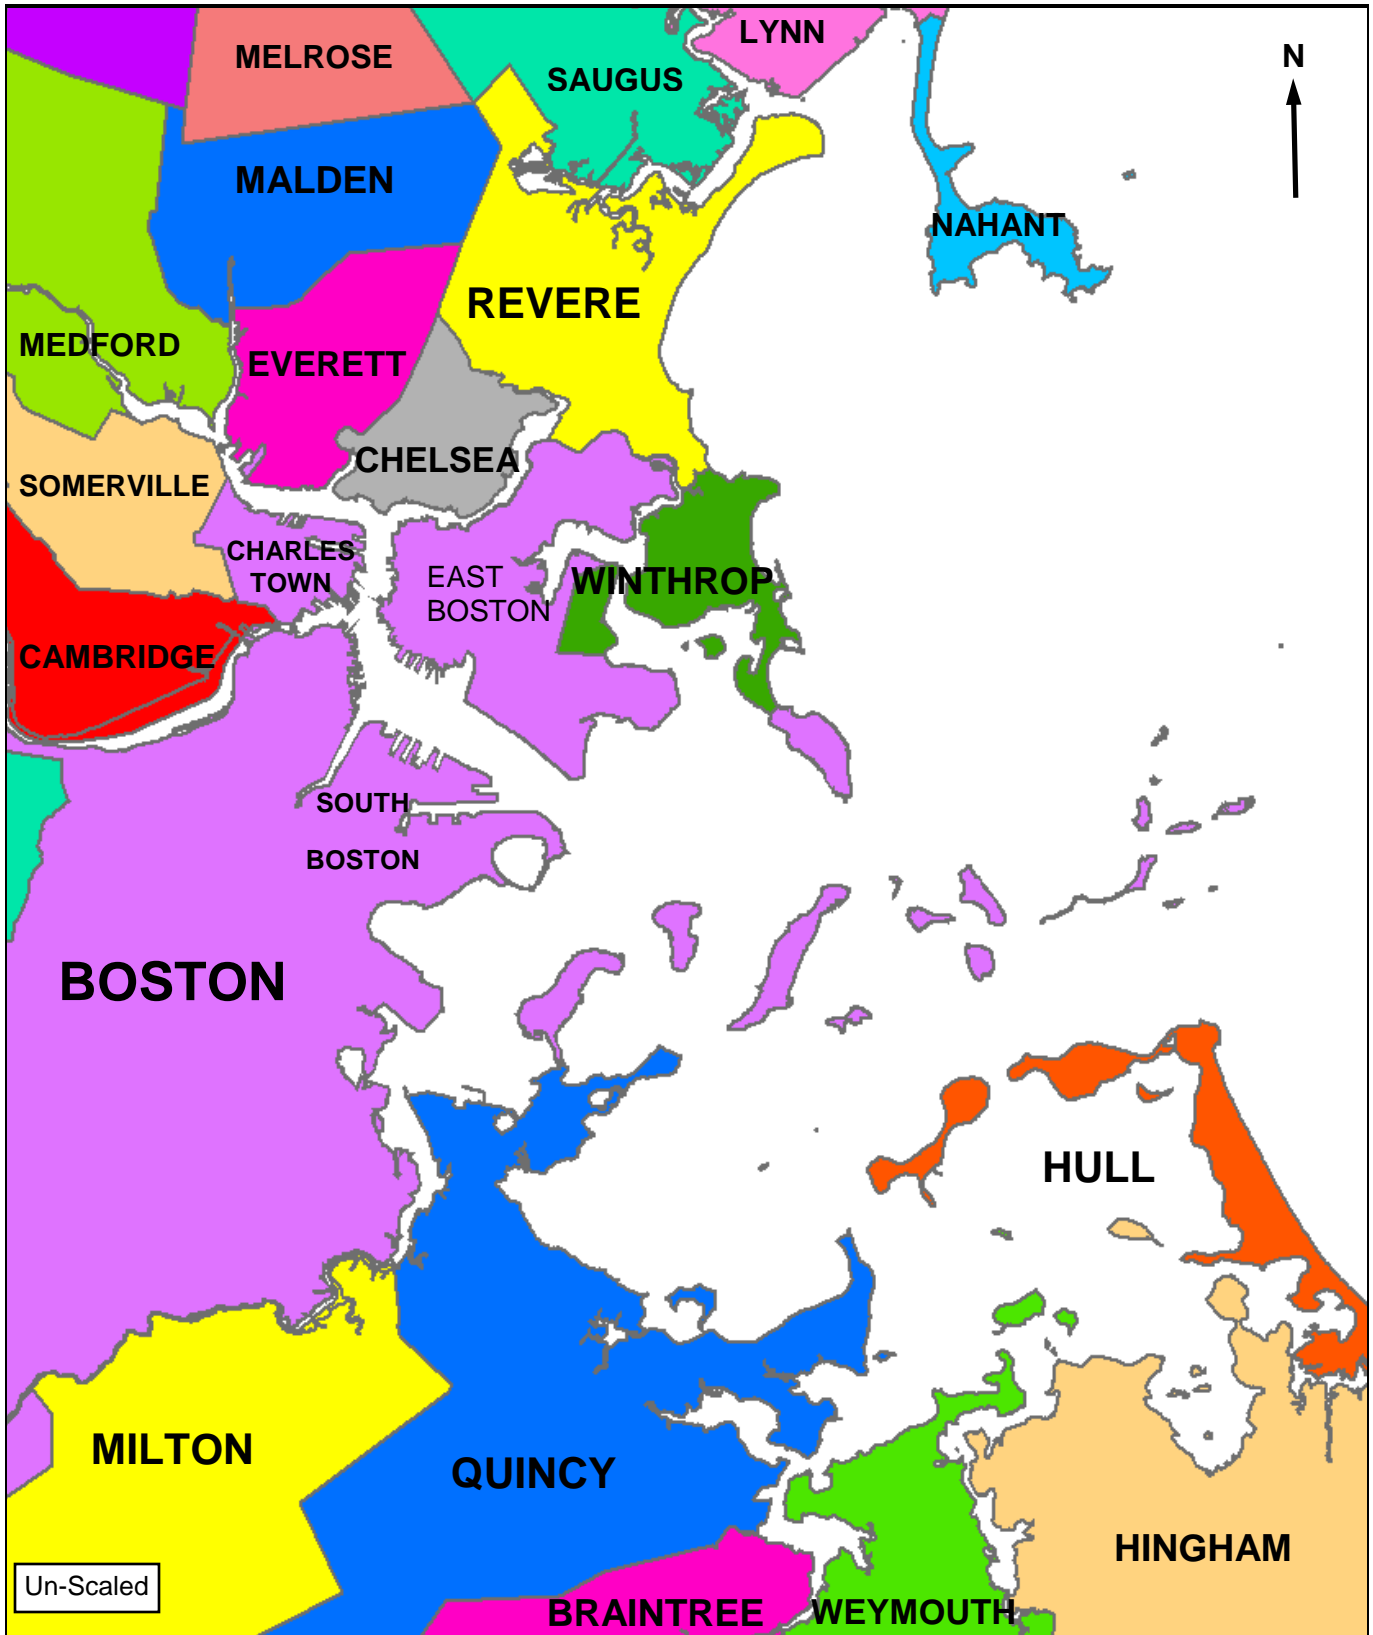 LYNN
MELROSE
N
SAUGUS
MALDEN
NAHANT
REVERE
MEDFORD
EVERETT
CHELSEA
SOMERVILLE
CHARLES
TOWN
EAST
BOSTON
WINTHROP
CAMBRIDGE
SOUTH
BOSTON
BOSTON
HULL
MILTON
QUINCY
HINGHAM
Un-Scaled
BRAINTREE
WEYMOUTH